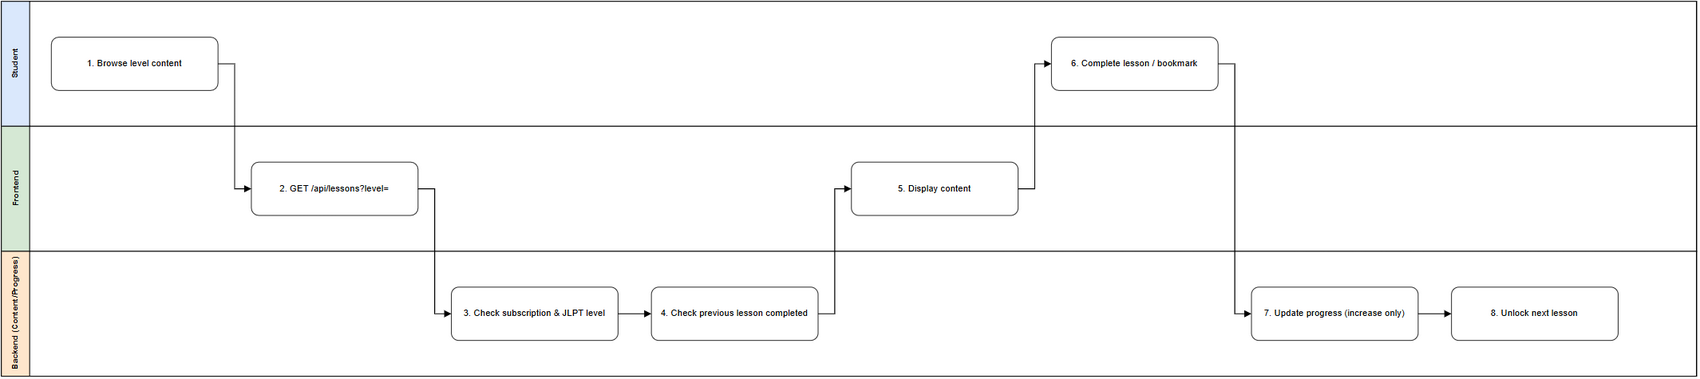 Student
1. Browse level content
6. Complete lesson / bookmark
Frontend
2. GET /api/lessons?level=
5. Display content
Backend (Content/Progress)
3. Check subscription & JLPT level
4. Check previous lesson completed
7. Update progress (increase only)
8. Unlock next lesson